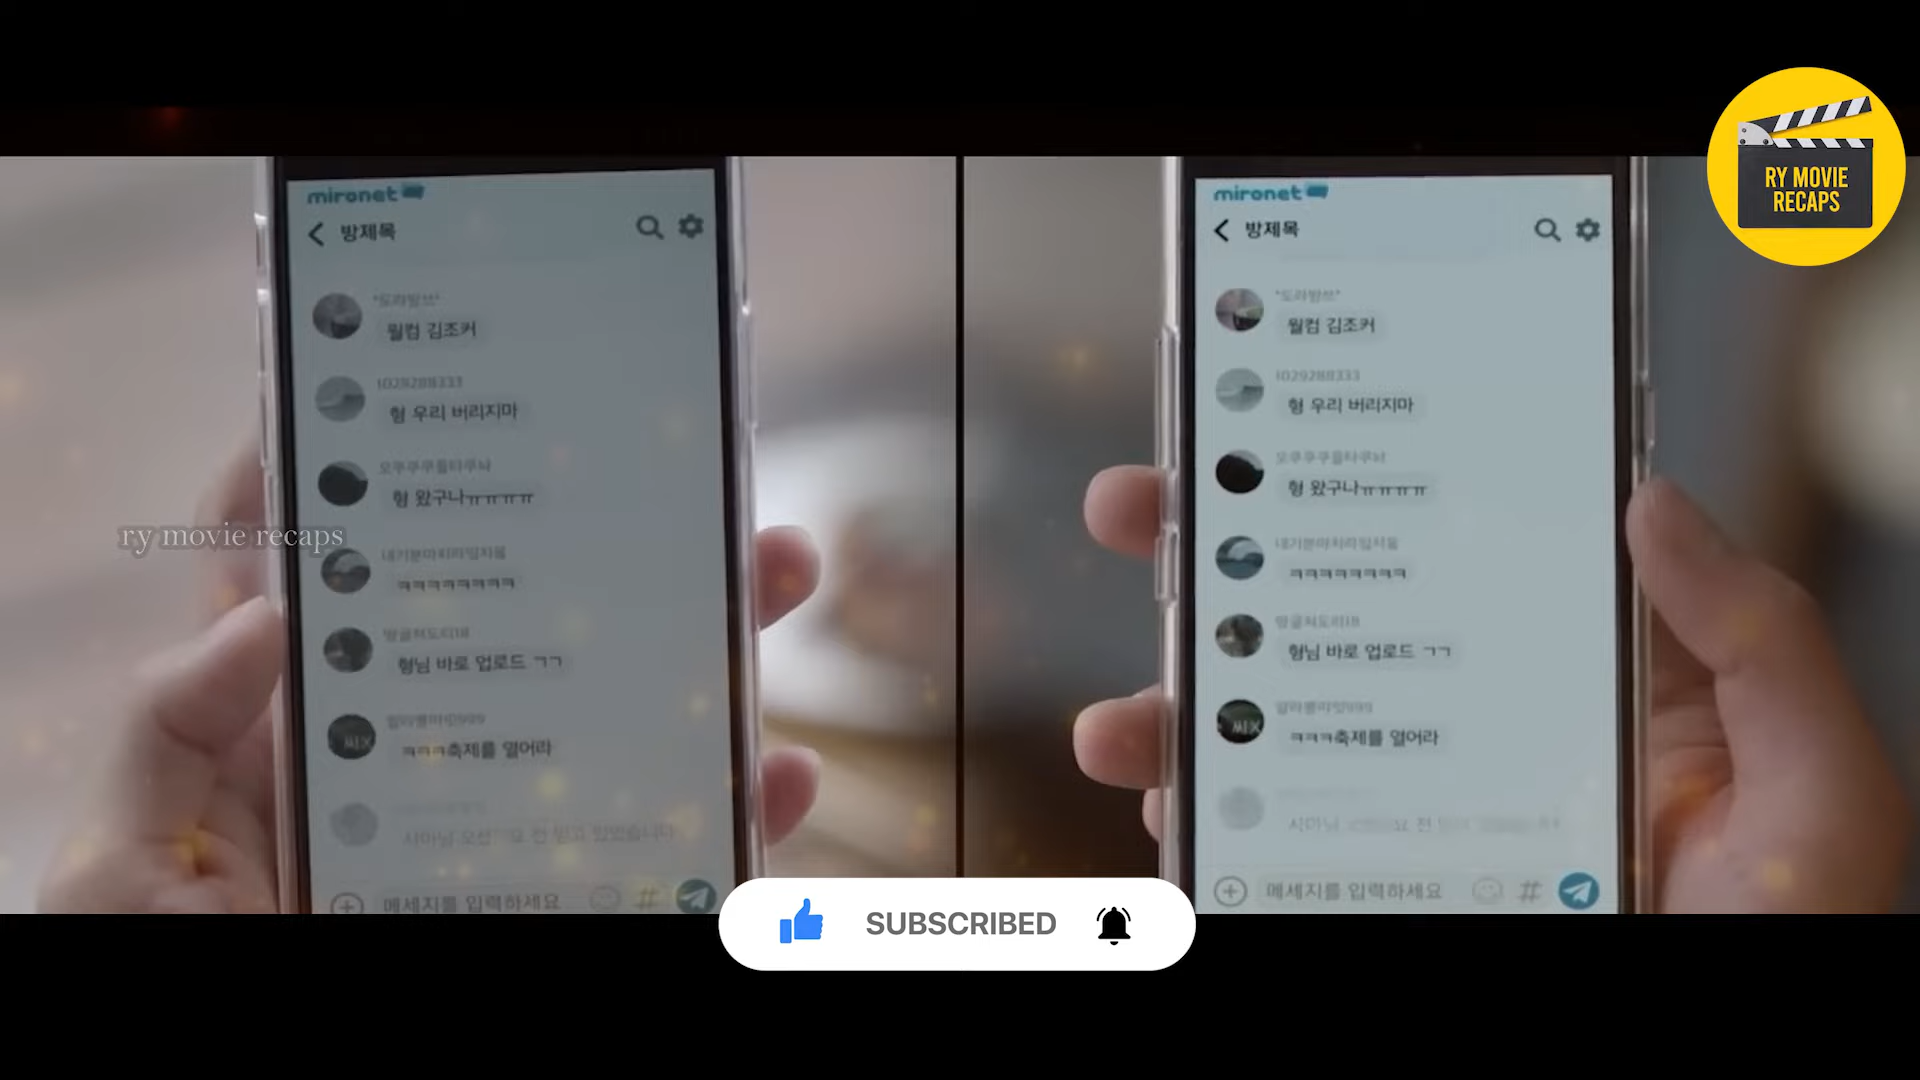 RY MOVIE
RECAPS
ry movie recaps
mironet
방제목
웰컴 김조커
1029288333
형 우리 버리지마
형 왔구나ㅠㅠㅠㅠ
ㅋㅋㅋㅋㅋㅋㅋㅋ
형님 바로 업로드 ㄱㄱ
ㅋㅋㅋ축제를 열어라
메세지를 입력하세요
mironet
방제목
웰컴 김조커
1029288333
형 우리 버리지마
형 왔구나ㅠㅠㅠㅠ
ㅋㅋㅋㅋㅋㅋㅋㅋ
형님 바로 업로드 ㄱㄱ
ㅋㅋㅋ축제를 열어라
메세지를 입력하세요
SUBSCRIBED